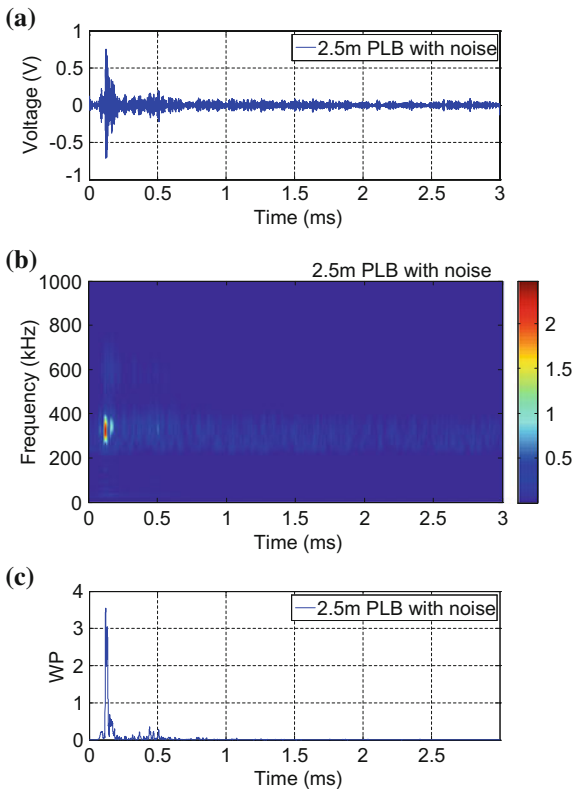 (a)
1
0.5
0
-0.5
-1
Voltage (V)
2.5m PLB with noise
0 0.5 1 1.5 2 2.5 3
Time (ms)
(b)
2.5m PLB with noise
1000
800
600
400
200
0
Frequency (kHz)
0 0.5 1 1.5 2 2.5 3
Time (ms)
2
1.5
1
0.5
(c)
4
3
2
1
0
WP
2.5m PLB with noise
0 0.5 1 1.5 2 2.5
Time (ms)